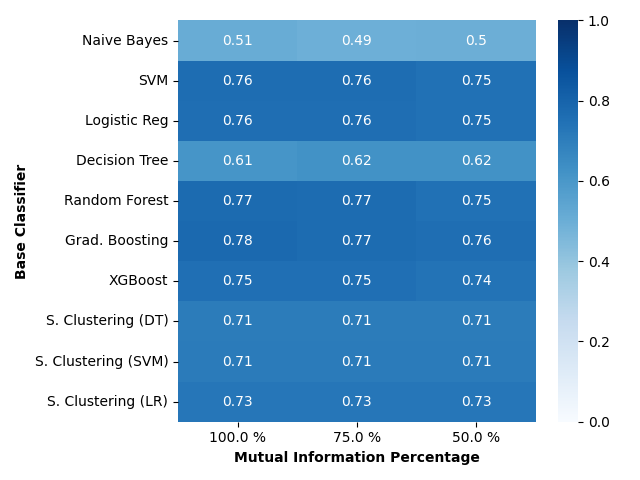 Naive Bayes 0.51 0.49 0.5
SVM 0.76 0.76 0.75
Logistic Reg 0.76 0.76 0.75
Decision Tree 0.61 0.62 0.62
Random Forest 0.77 0.77 0.75
Grad. Boosting 0.78 0.77 0.76
XGBoost 0.75 0.75 0.74
S. Clustering (DT) 0.71 0.71 0.71
S. Clustering (SVM) 0.71 0.71 0.71
S. Clustering (LR) 0.73 0.73 0.73
100.0 % 75.0 % 50.0 %
Mutual Information Percentage
Base Classifier
1.0
0.8
0.6
0.4
0.2
0.0